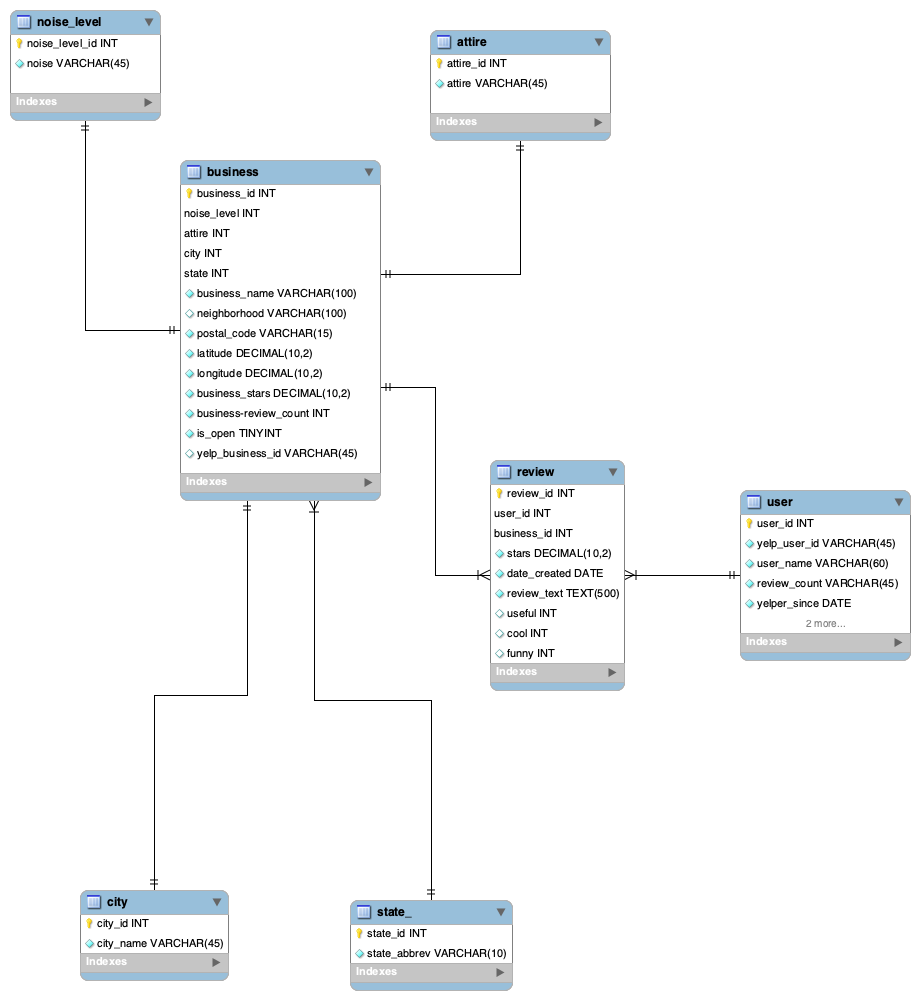 noise_level
noise_level_id INT
noise VARCHAR(45)
Indexes
attire
attire_id INT
attire VARCHAR(45)
Indexes
business
business_id INT
noise_level INT
attire INT
city INT
state INT
business_name VARCHAR(100)
neighborhood VARCHAR(100)
postal_code VARCHAR(15)
latitude DECIMAL(10,2)
longitude DECIMAL(10,2)
business_stars DECIMAL(10,2)
business-review_count INT
is_open TINYINT
yelp_business_id VARCHAR(45)
Indexes
review
review_id INT
user_id INT
business_id INT
stars DECIMAL(10,2)
date_created DATE
review_text TEXT(500)
useful INT
cool INT
funny INT
Indexes
user
user_id INT
yelp_user_id VARCHAR(45)
user_name VARCHAR(60)
review_count VARCHAR(45)
yelper_since DATE
2 more...
Indexes
city
city_id INT
city_name VARCHAR(45)
Indexes
state_
state_id INT
state_abbrev VARCHAR(10)
Indexes